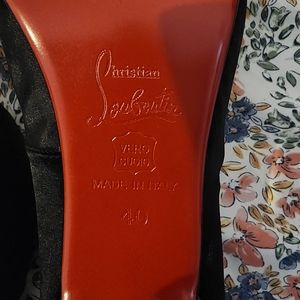 Christian
Louboutin
VERO
CUOIO
MADE IN ITALY
40